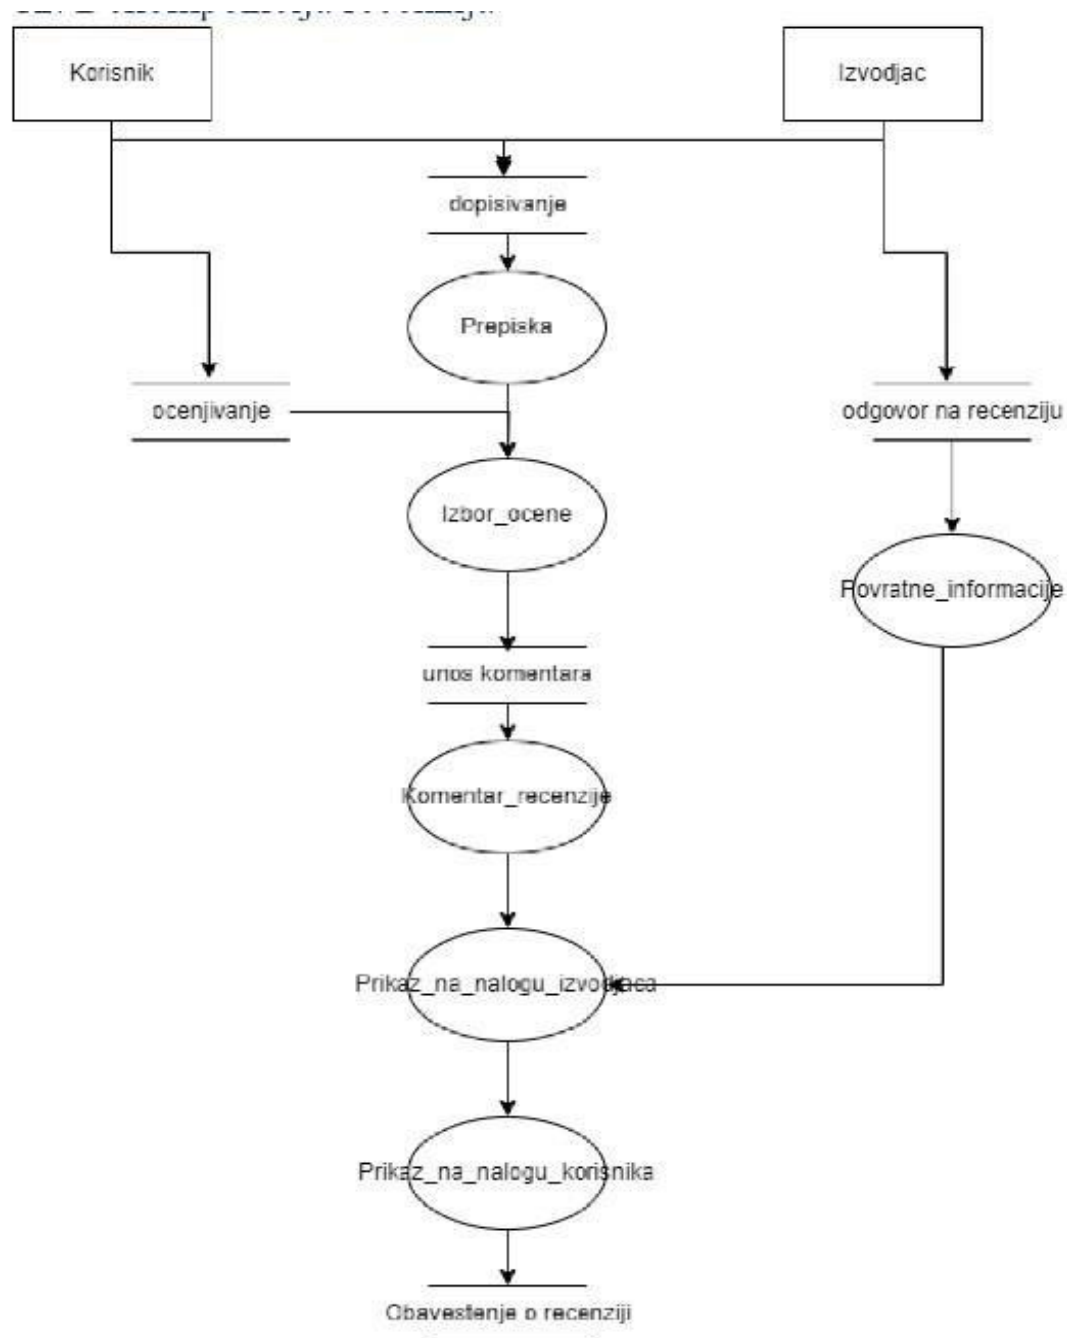 Korisnik
Izvodjac
dopisivanje
Prepiska
ocenjivanje
odgovor na recenziju
Izbor_ocene
Povratne_informacije
unos komentara
Komentar_recenzije
Prikaz_na_nalogu_izvodjaca
Prikaz_na_nalogu_korisnika
Obavestenje o recenziji